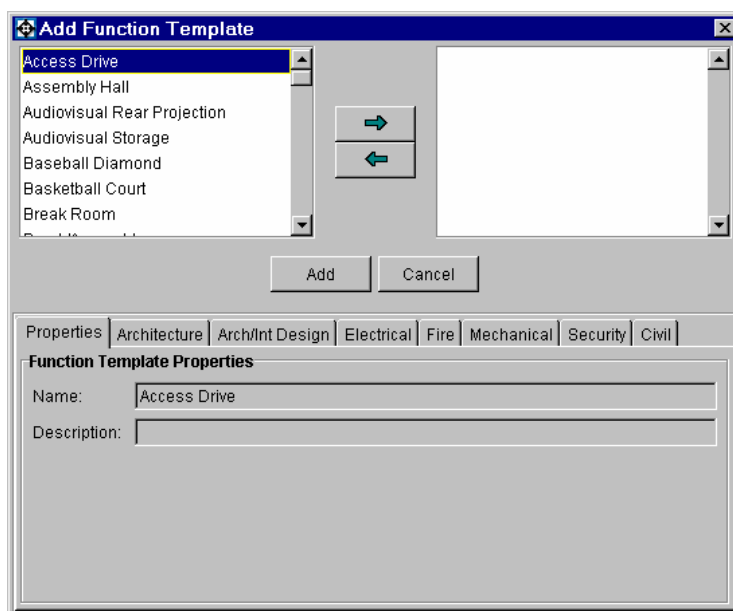 Add Function Template
Access Drive
Assembly Hall
Audiovisual Rear Projection
Audiovisual Storage
Baseball Diamond
Basketball Court
Break Room
Add
Cancel
Properties Architecture Arch/Int Design Electrical Fire Mechanical Security Civil
Function Template Properties
Name: Access Drive
Description: